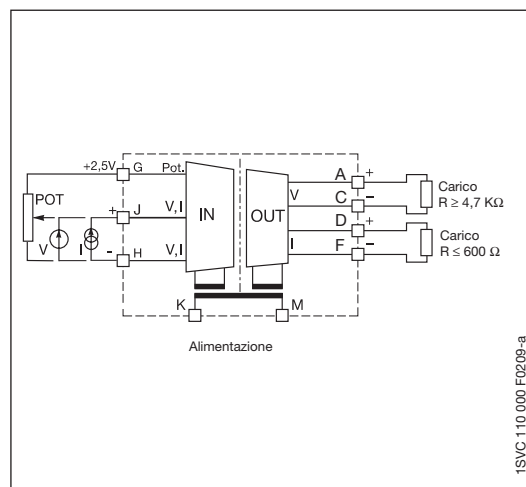 +2,5V G Pot. A +
POT V C − Carico R ≥ 4,7 KΩ
+ J V, I IN OUT D +
V I - H V, I I F − Carico R ≤ 600 Ω
K M
Alimentazione
1SVC 110 000 F0209-a